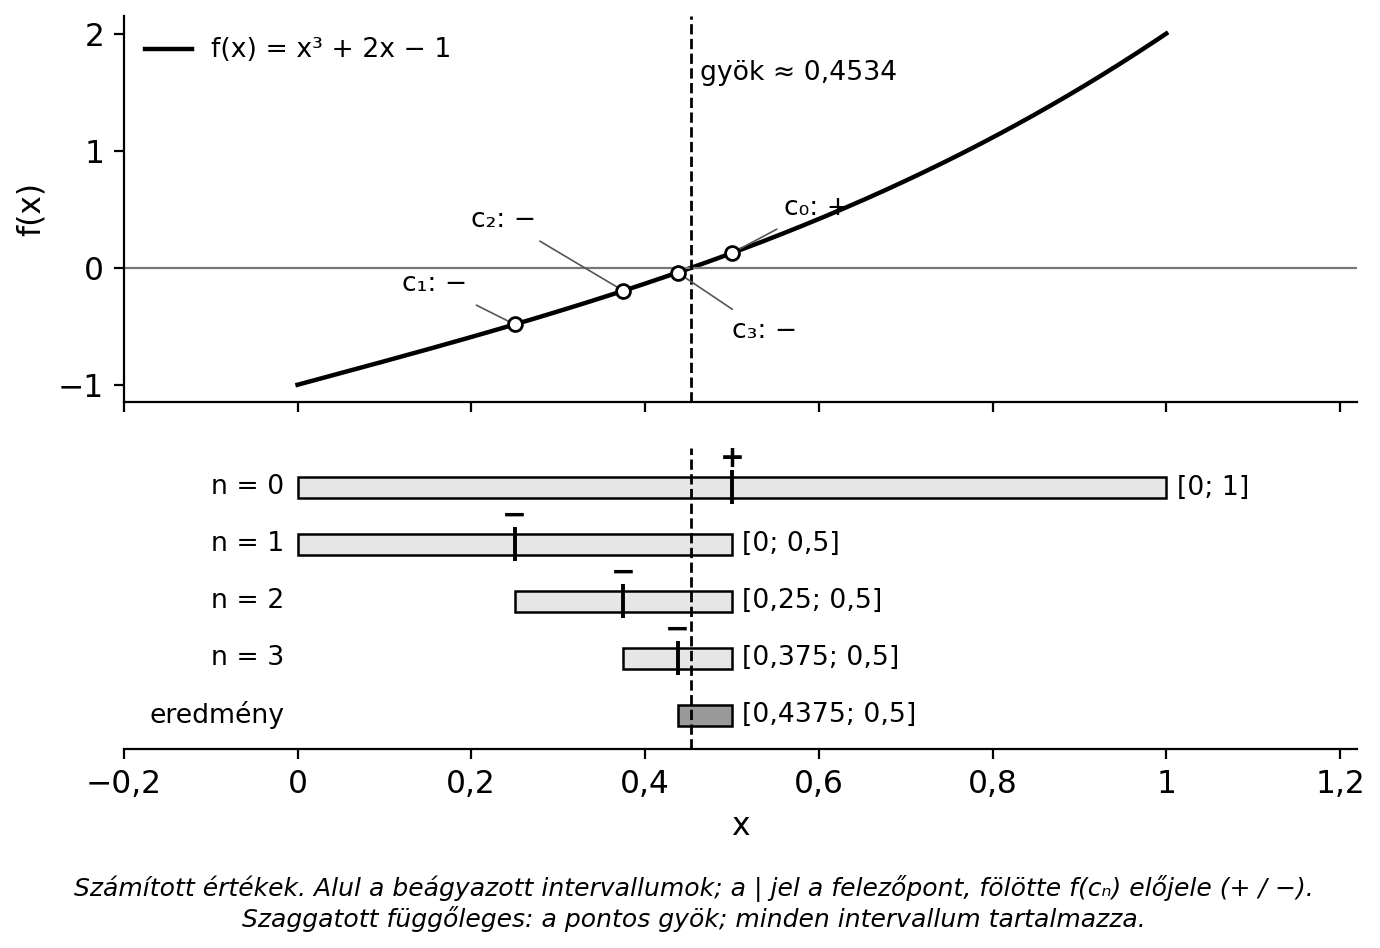 f(x) = x³ + 2x − 1
gyök ≈ 0,4534
2
1
0
−1
f(x)
c₀: +
c₂: −
c₁: −
c₃: −
+
n = 0 [0; 1]
−
n = 1 [0; 0,5]
−
n = 2 [0,25; 0,5]
−
n = 3 [0,375; 0,5]
eredmény [0,4375; 0,5]
−0,2 0 0,2 0,4 0,6 0,8 1 1,2
x
Számított értékek. Alul a beágyazott intervallumok; a | jel a felezőpont, fölötte f(cₙ) előjele (+ / −).
Szaggatott függőleges: a pontos gyök; minden intervallum tartalmazza.